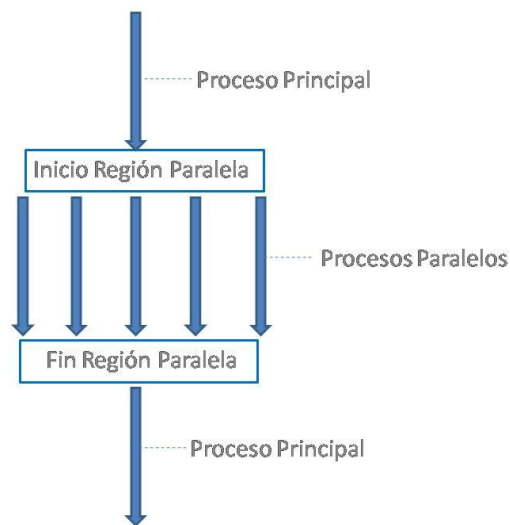 Proceso Principal
Inicio Región Paralela
Procesos Paralelos
Fin Región Paralela
Proceso Principal